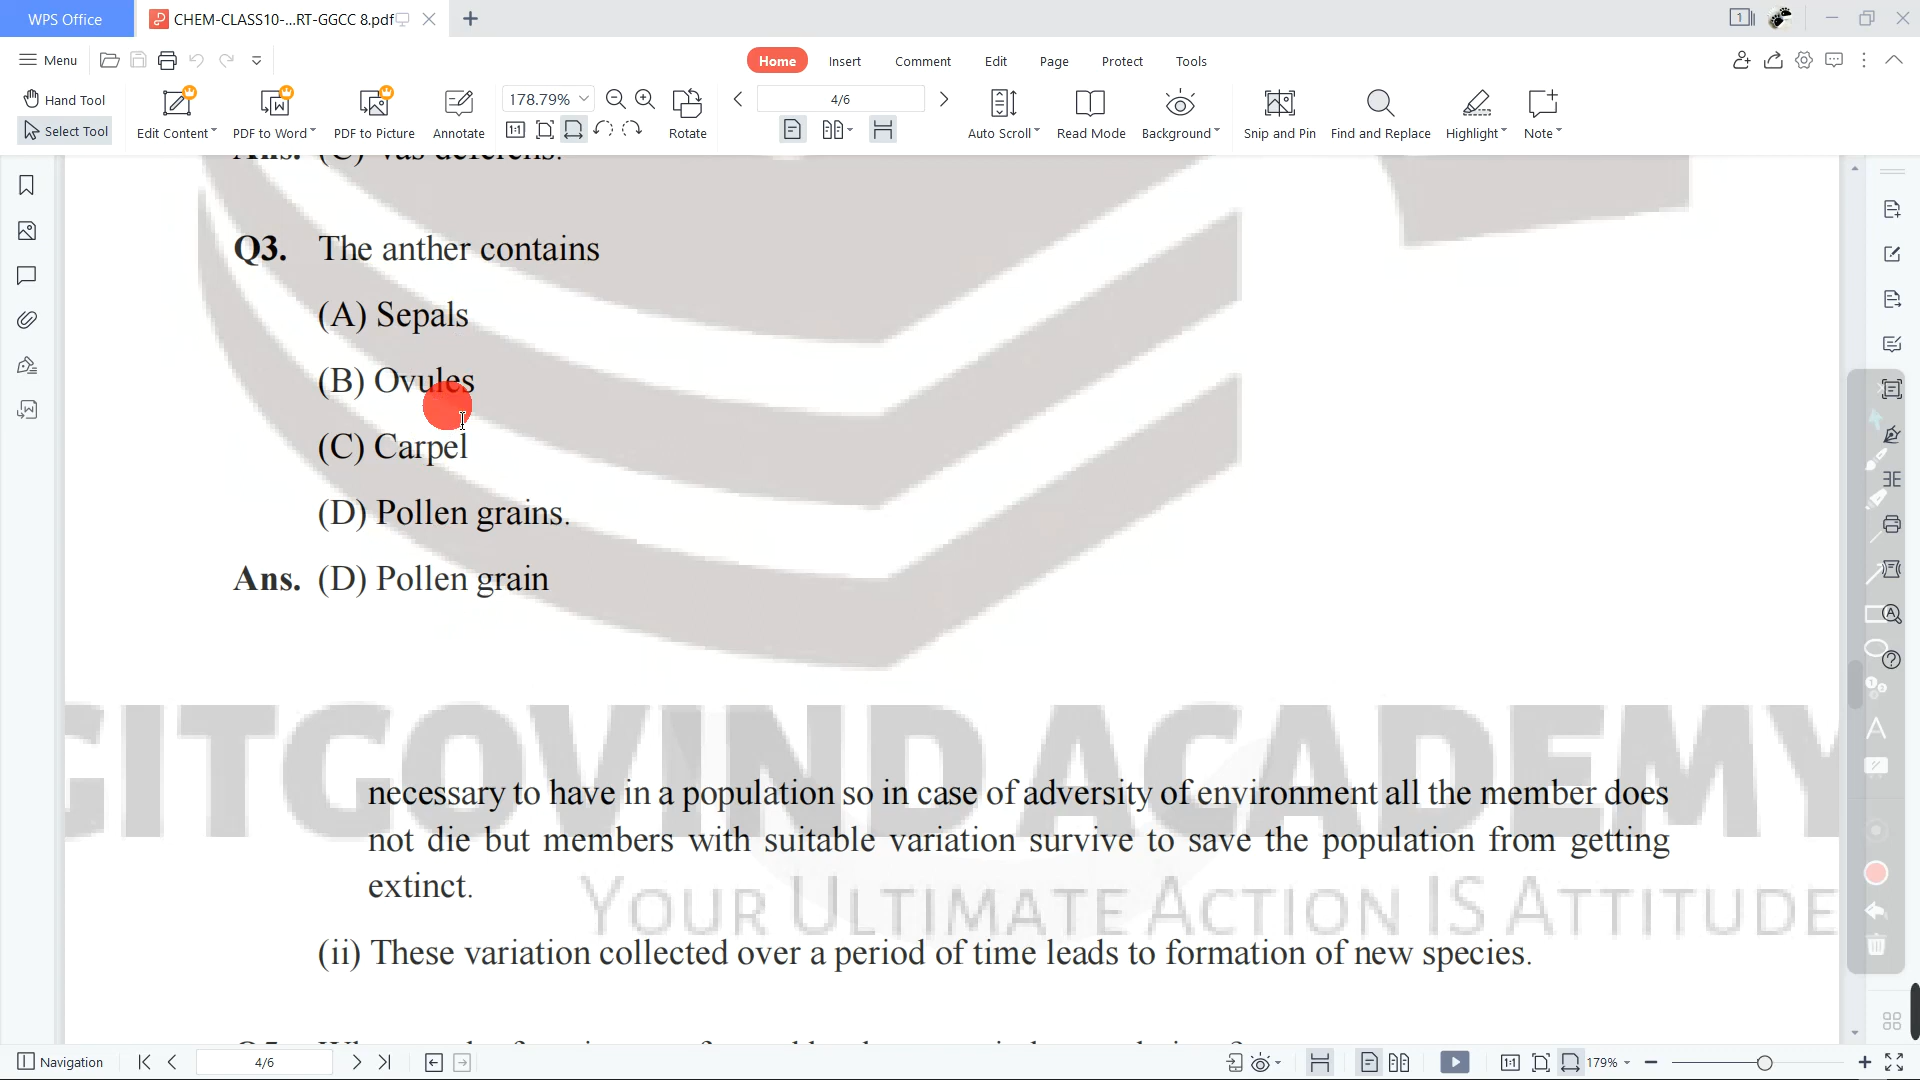 WPS Office
CHEM-CLASS10-...RT-GGCC 8.pdf
Menu
Home Insert Comment Edit Page Protect Tools
Hand Tool
Select Tool
Edit Content PDF to Word PDF to Picture Annotate
178.79%
Rotate
4/6
Auto Scroll Read Mode Background Snip and Pin Find and Replace Highlight Note
Ans. (C) Vas deferens.
Q3. The anther contains
(A) Sepals
(B) Ovules
(C) Carpel
(D) Pollen grains.
Ans. (D) Pollen grain
GITGOVIND ACADEMY
necessary to have in a population so in case of adversity of environment all the member does
not die but members with suitable variation survive to save the population from getting
extinct.
YOUR ULTIMATE ACTION IS ATTITUDE
(ii) These variation collected over a period of time leads to formation of new species.
Navigation
4/6
179%